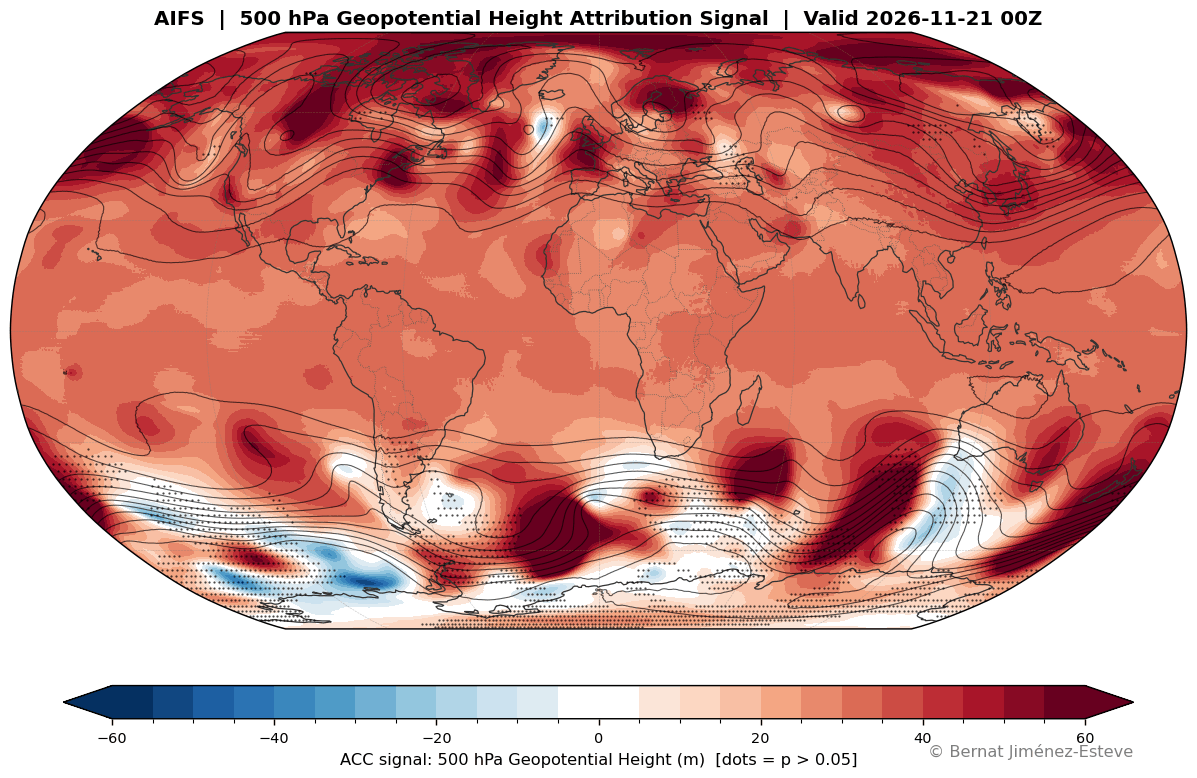 AIFS | 500 hPa Geopotential Height Attribution Signal | Valid 2026-11-21 00Z
−60 −40 −20 0 20 40 60
ACC signal: 500 hPa Geopotential Height (m) [dots = p > 0.05]
© Bernat Jiménez-Esteve